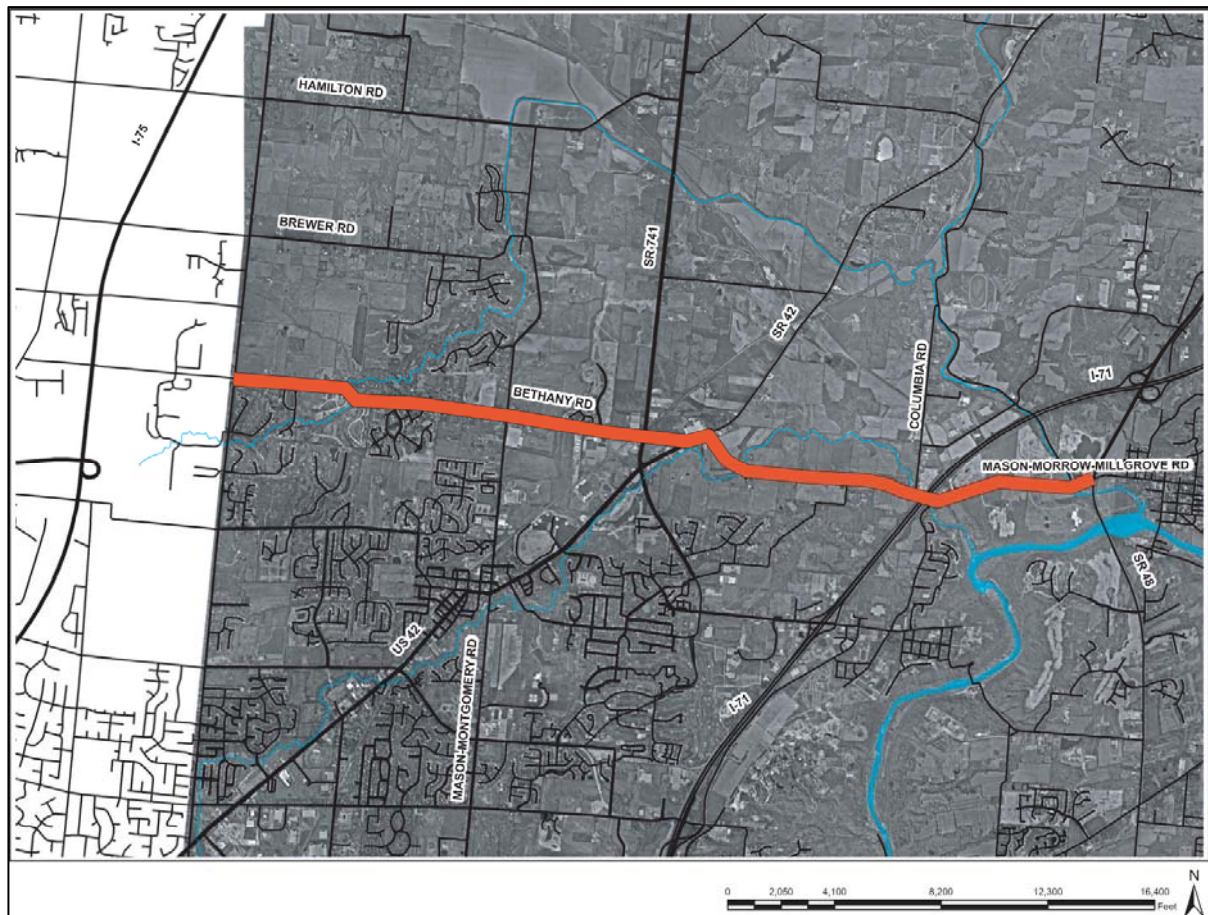 HAMILTON RD
I-75
BREWER RD
SR 741
SR 42
BETHANY RD
COLUMBIA RD
I-71
MASON-MORROW-MILLGROVE RD
SR 48
US 42
MASON-MONTGOMERY RD
I-71
N
0 2,050 4,100 8,200 12,300 16,400
Feet